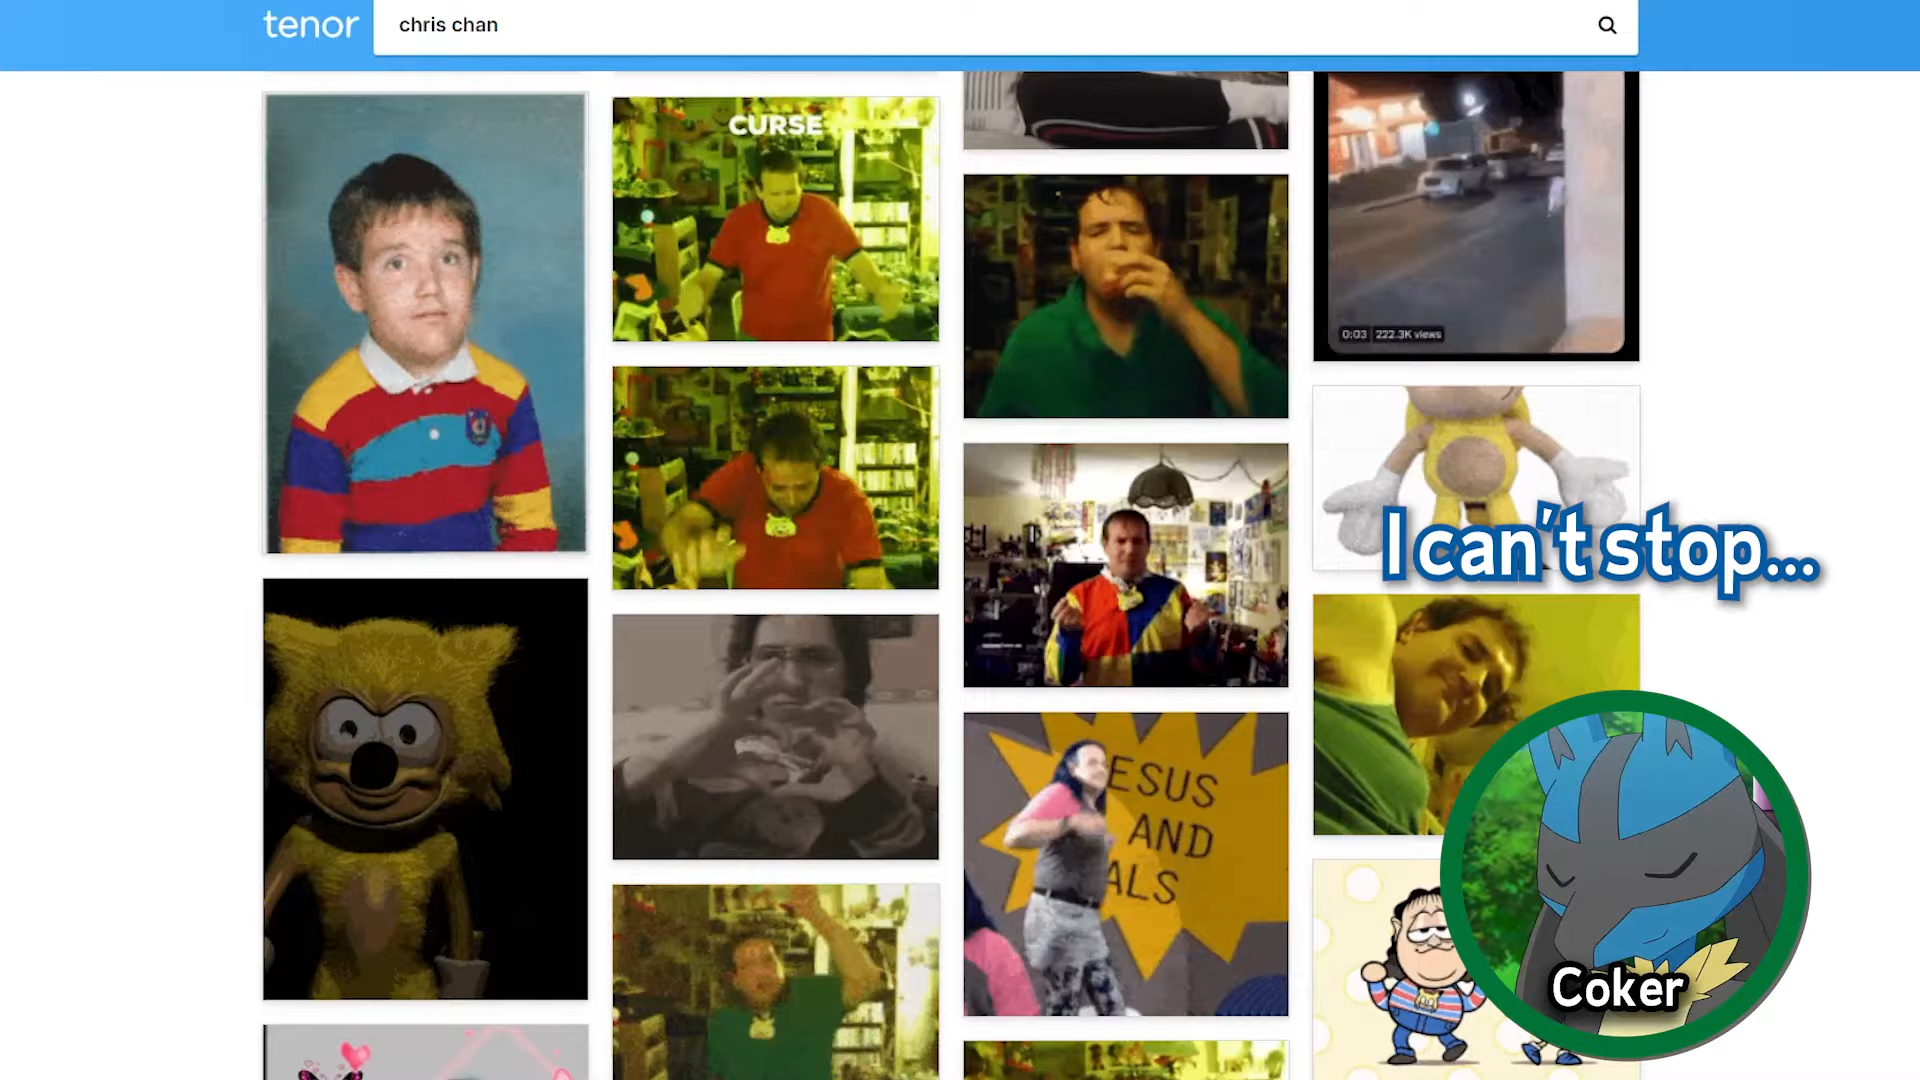 tenor
chris chan
CURSE
0:03 222.3K views
I can't stop...
ESUS
AND
ALS
Coker